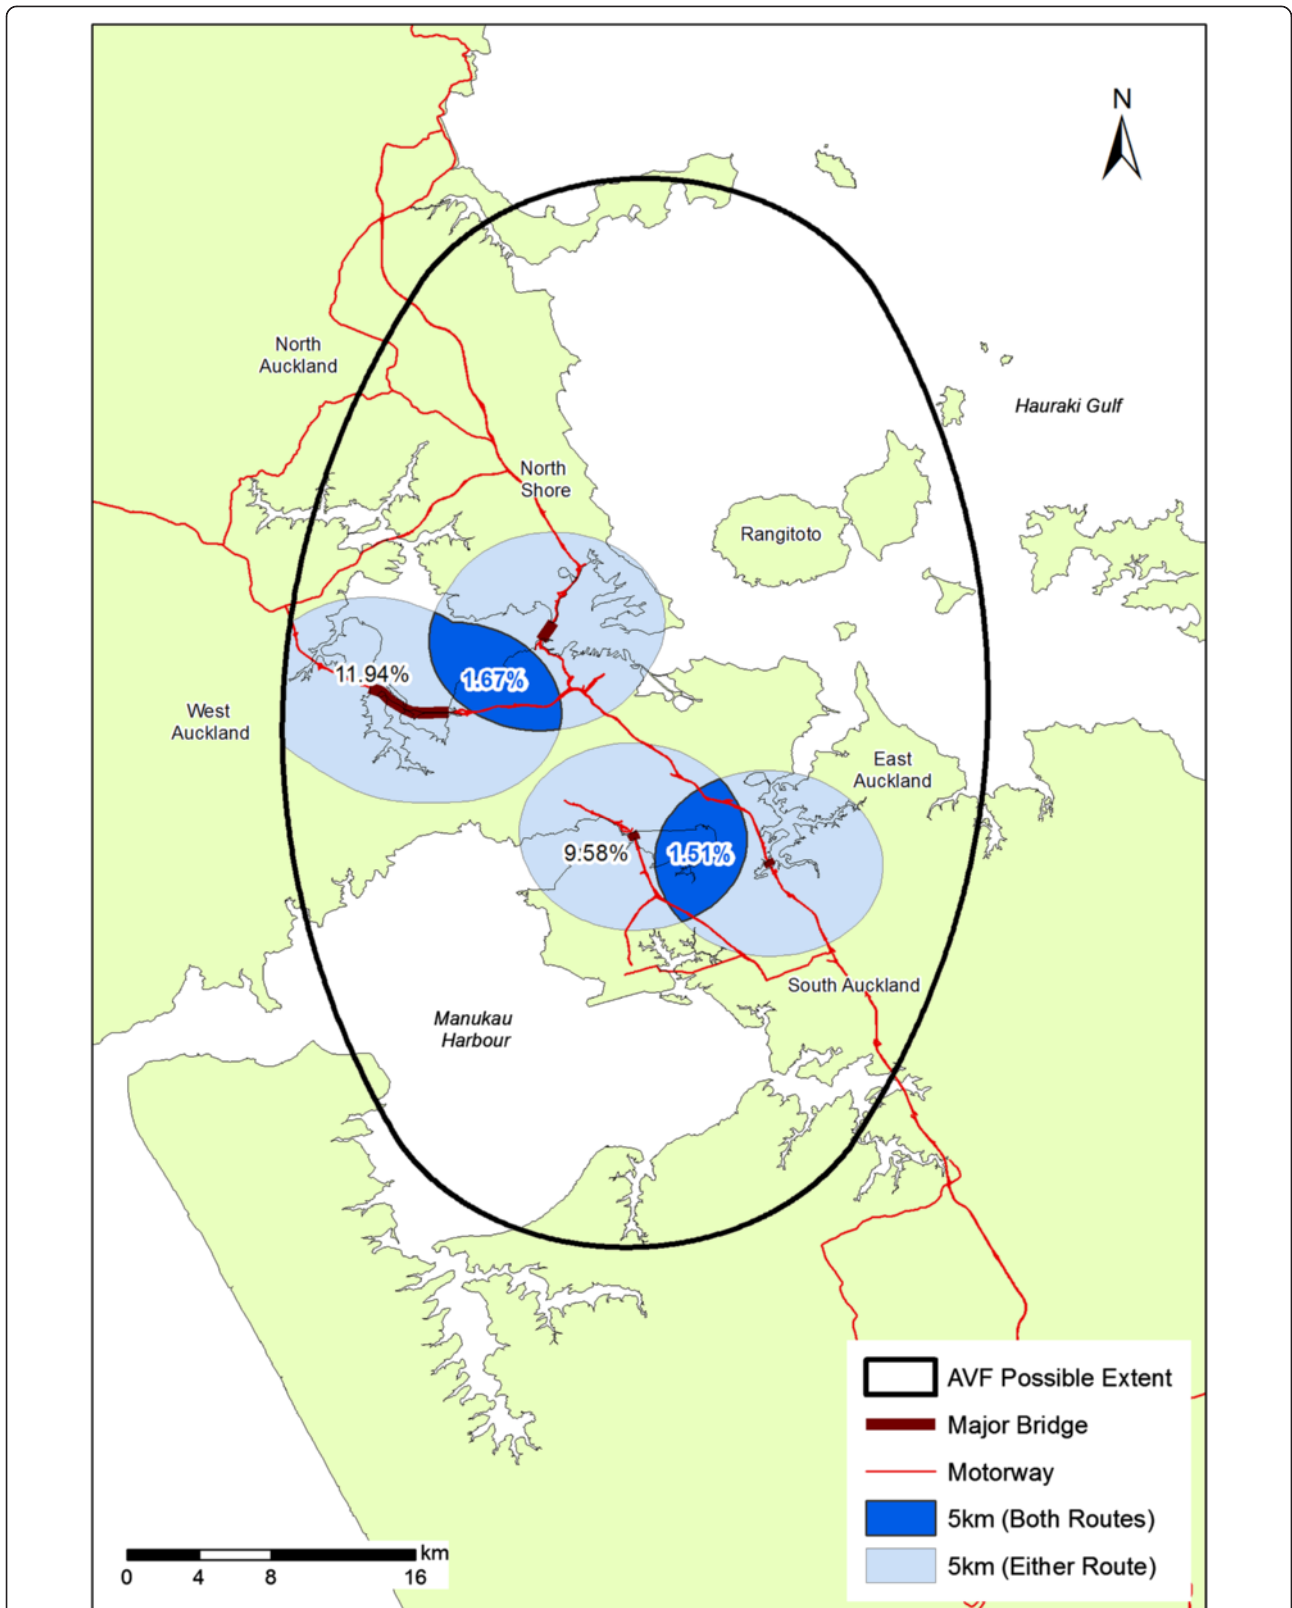 N
North
Auckland
Hauraki Gulf
North
Shore
Rangitoto
11.94%
1.67%
West
Auckland
East
Auckland
9.58%
1.51%
South Auckland
Manukau
Harbour
AVF Possible Extent
Major Bridge
Motorway
5km (Both Routes)
5km (Either Route)
km
0 4 8 16